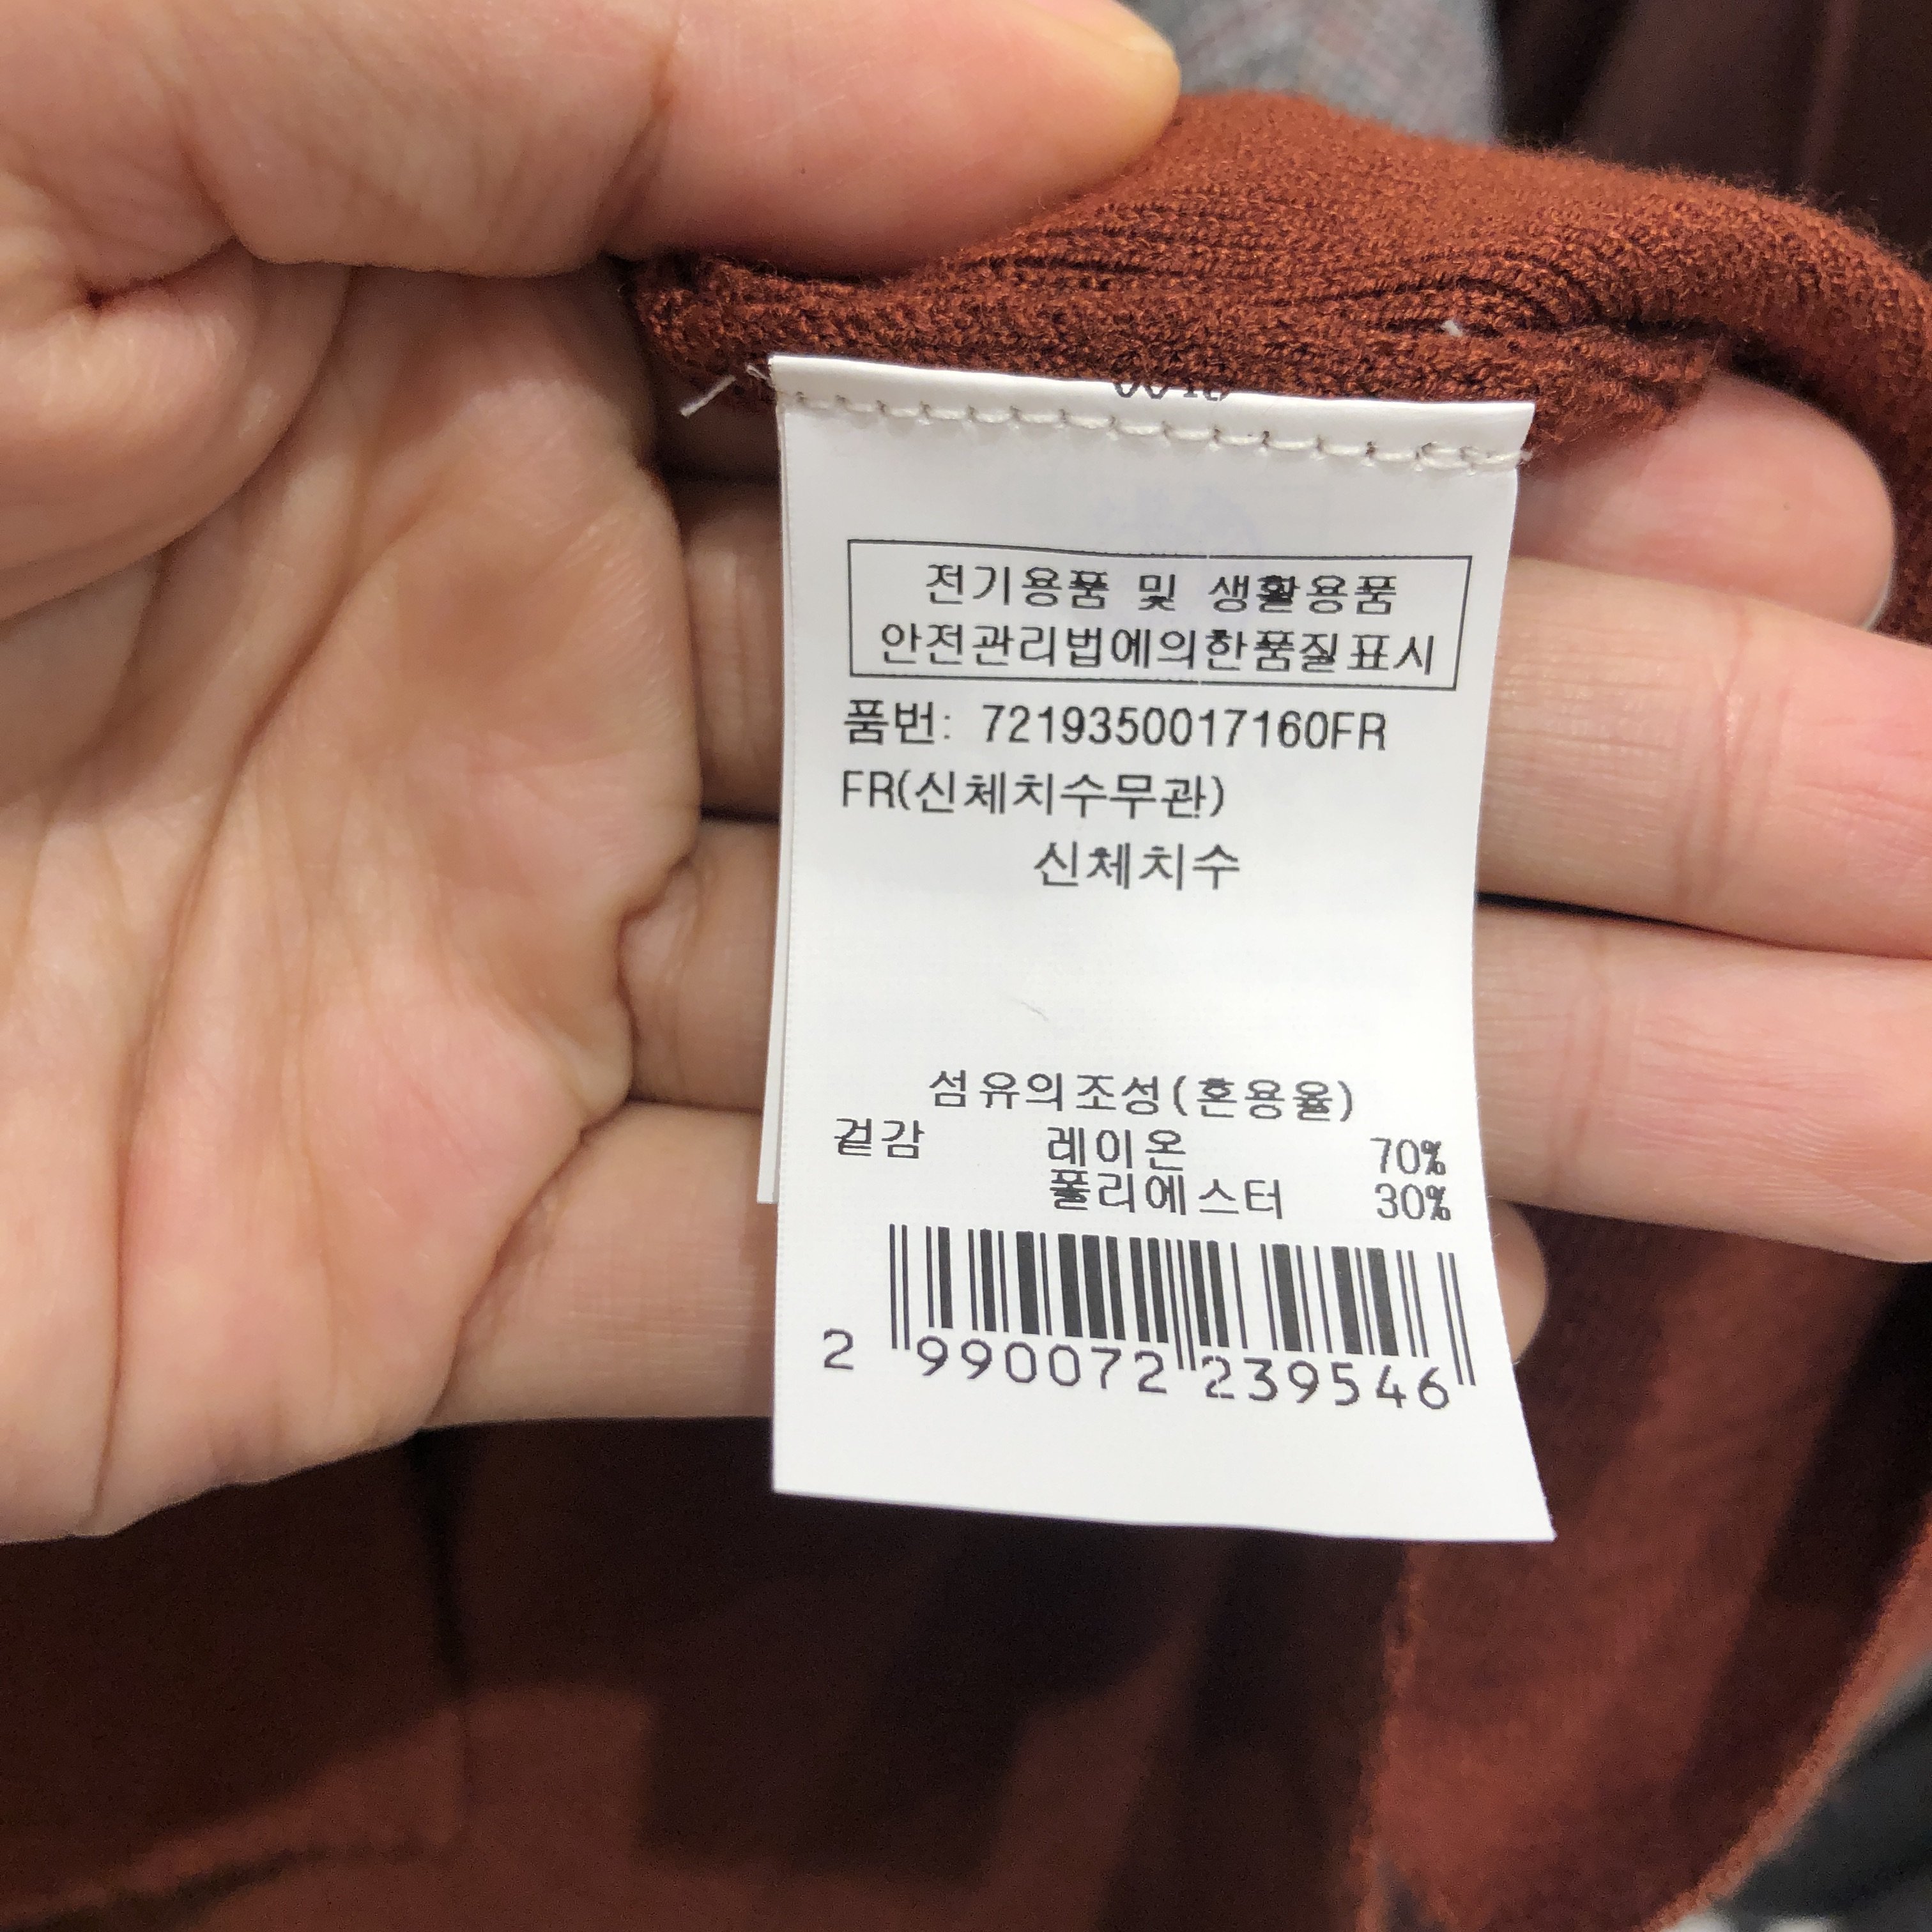 전기용품 및 생활용품
안전관리법에의한품질표시
품번: 7219350017160FR
FR(신체치수무관)
신체치수
섬유의조성(혼용율)
겉감 레이온 70%
폴리에스터 30%
2 990072 239546